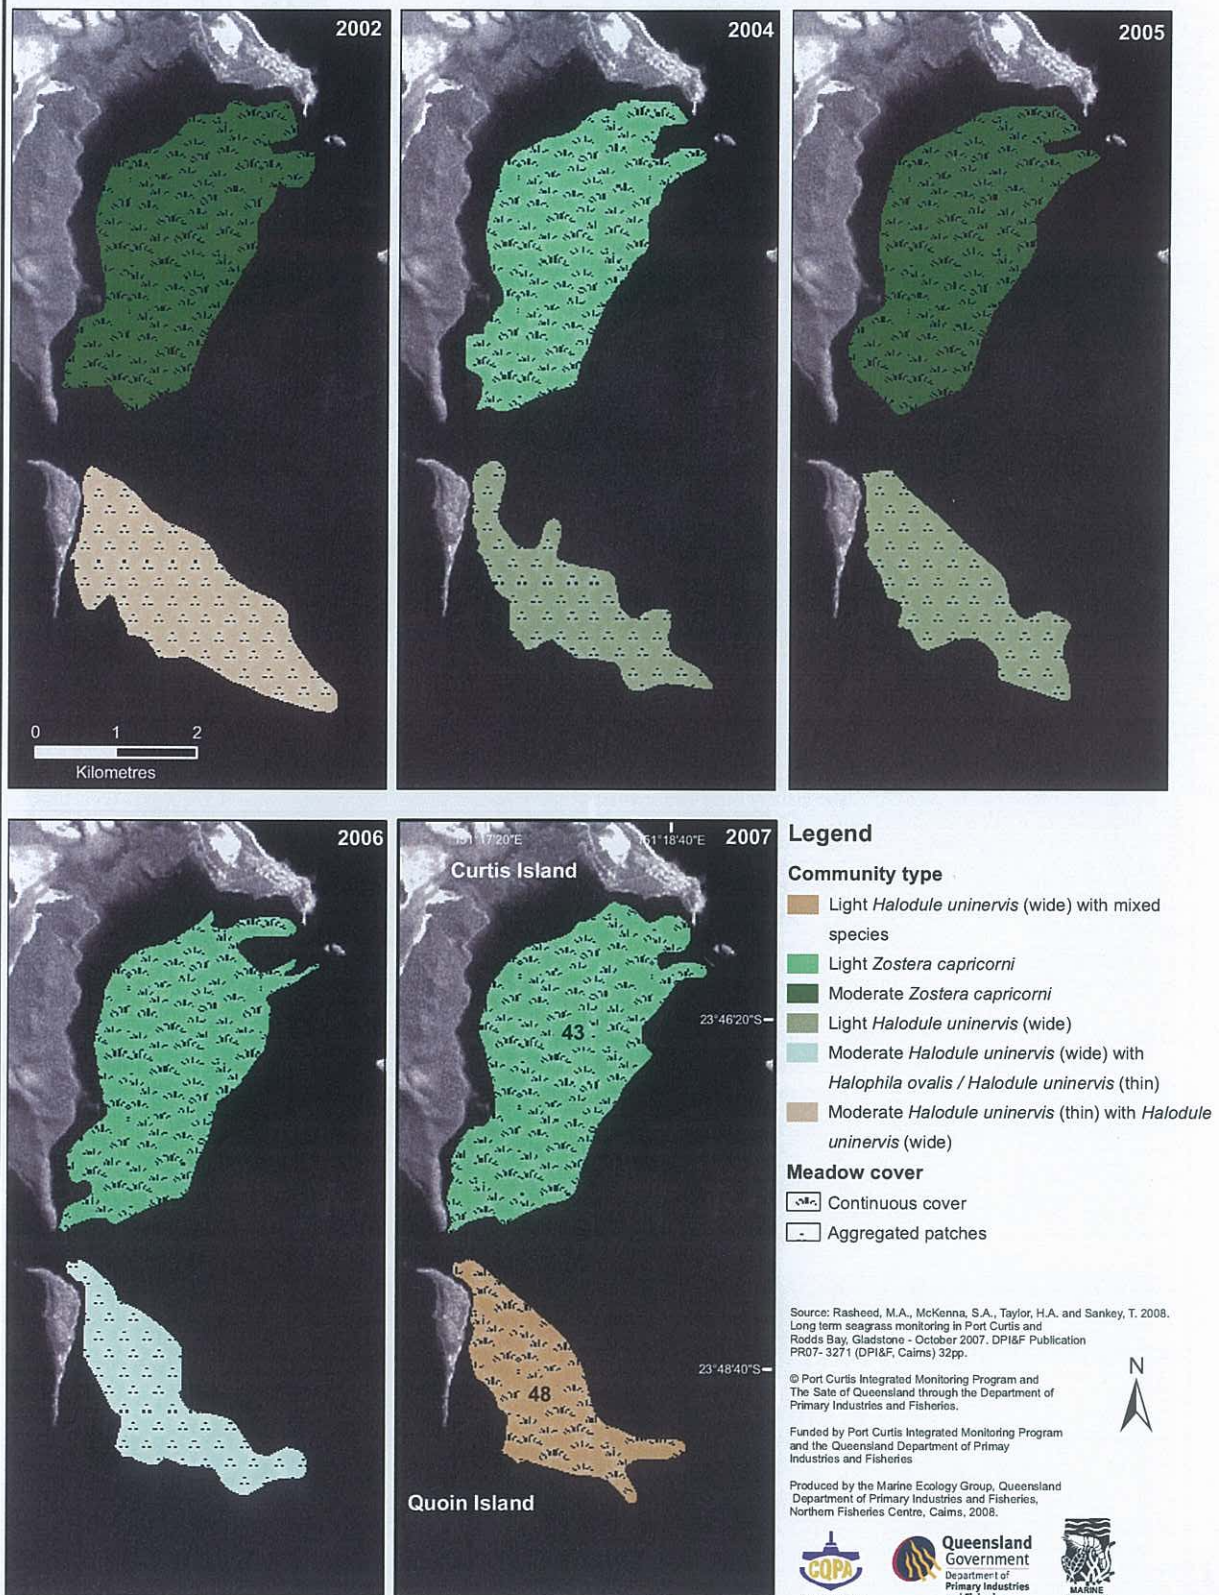 2002
2004
2005
0 1 2
Kilometres
2006
151°17'20"E
151°18'40"E
2007
Curtis Island
43
23°46'20"S
48
23°48'40"S
Quoin Island
Legend
Community type
Light Halodule uninervis (wide) with mixed
species
Light Zostera capricorni
Moderate Zostera capricorni
Light Halodule uninervis (wide)
Moderate Halodule uninervis (wide) with
Halophila ovalis / Halodule uninervis (thin)
Moderate Halodule uninervis (thin) with Halodule
uninervis (wide)
Meadow cover
Continuous cover
Aggregated patches
Source: Rasheed, M.A., McKenna, S.A., Taylor, H.A. and Sankey, T. 2008.
Long term seagrass monitoring in Port Curtis and
Rodds Bay, Gladstone - October 2007. DPI&F Publication
PR07- 3271 (DPI&F, Cairns) 32pp.
© Port Curtis Integrated Monitoring Program and
The Sate of Queensland through the Department of
Primary Industries and Fisheries.
Funded by Port Curtis Integrated Monitoring Program
and the Queensland Department of Primay
Industries and Fisheries
N
Produced by the Marine Ecology Group, Queensland
Department of Primary Industries and Fisheries,
Northern Fisheries Centre, Cairns, 2008.
CQPA
Queensland
Government
Department of
Primary Industries
MARINE